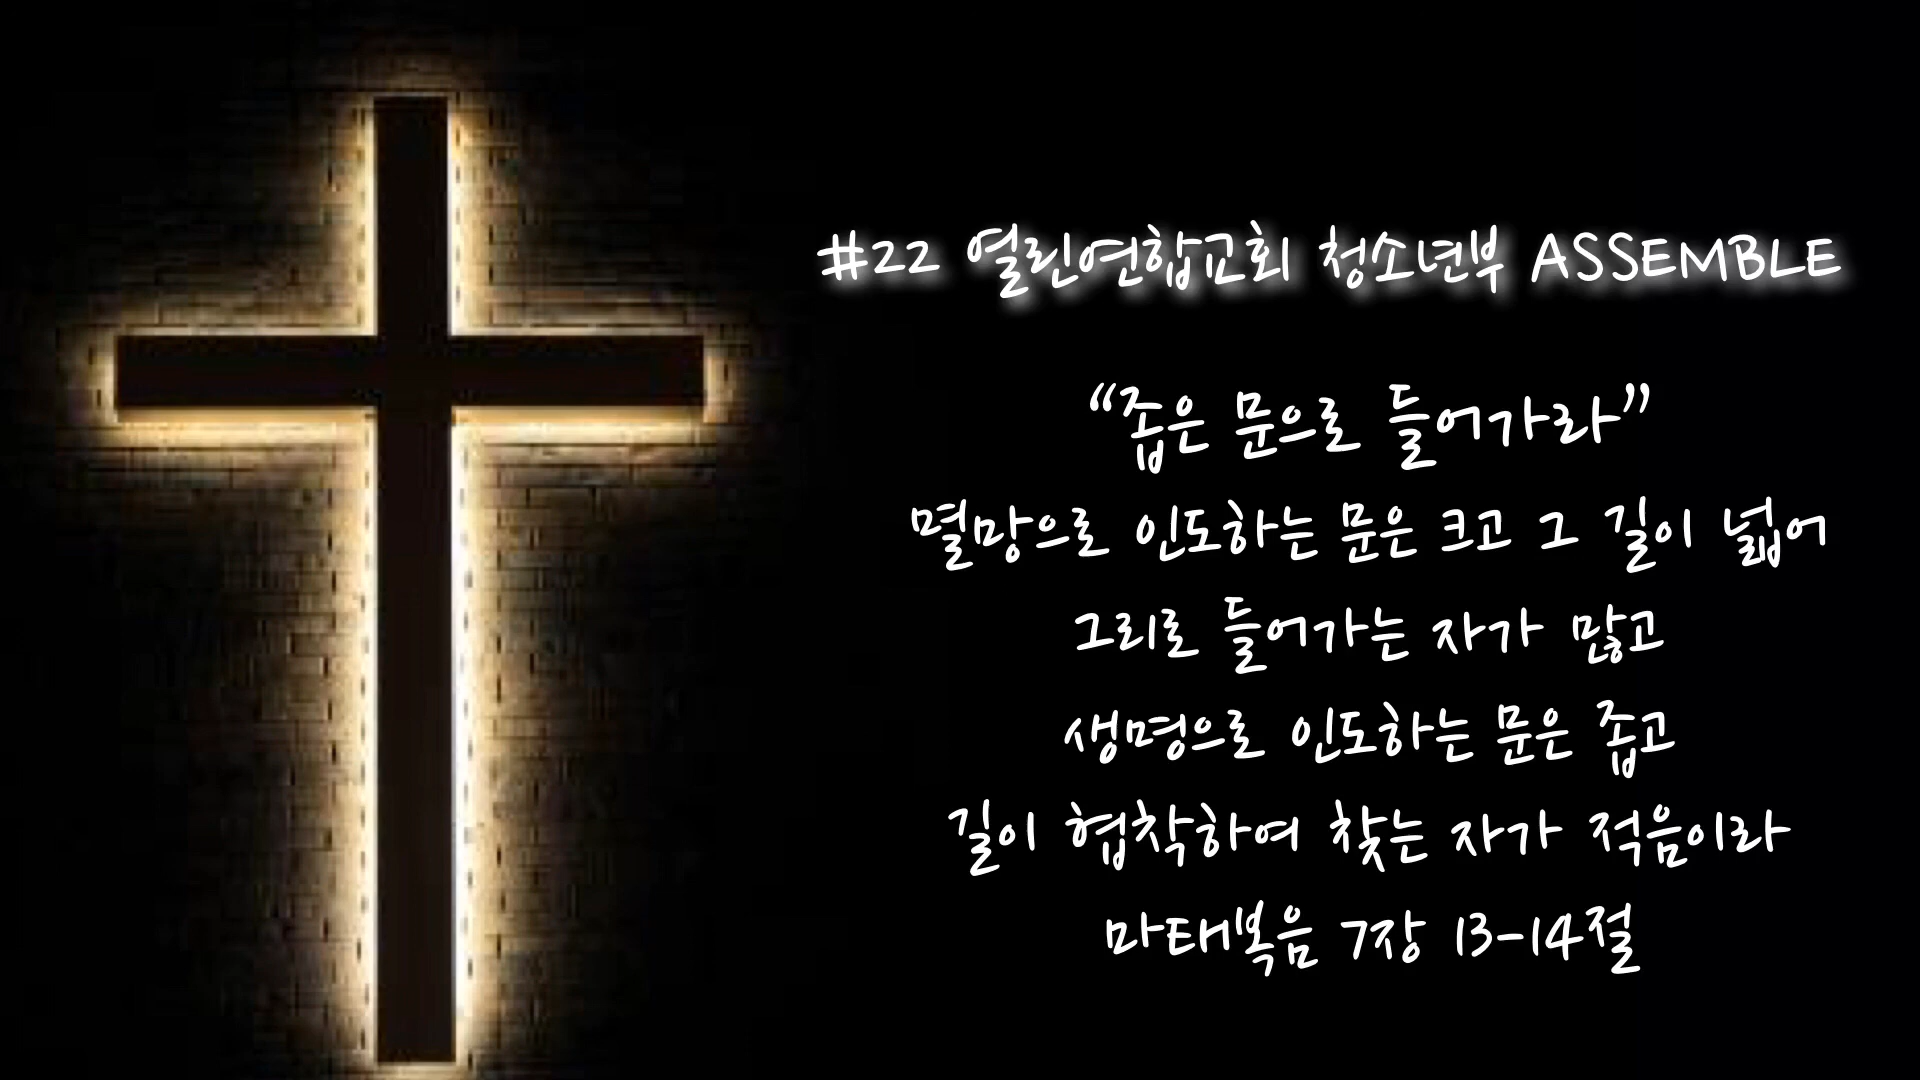 #22 열린연합교회 청소년부 ASSEMBLE
“좁은 문으로 들어가라”
멸망으로 인도하는 문은 크고 그 길이 넓어
그리로 들어가는 자가 많고
생명으로 인도하는 문은 좁고
길이 협착하여 찾는 자가 적음이라
마태복음 7장 13-14절